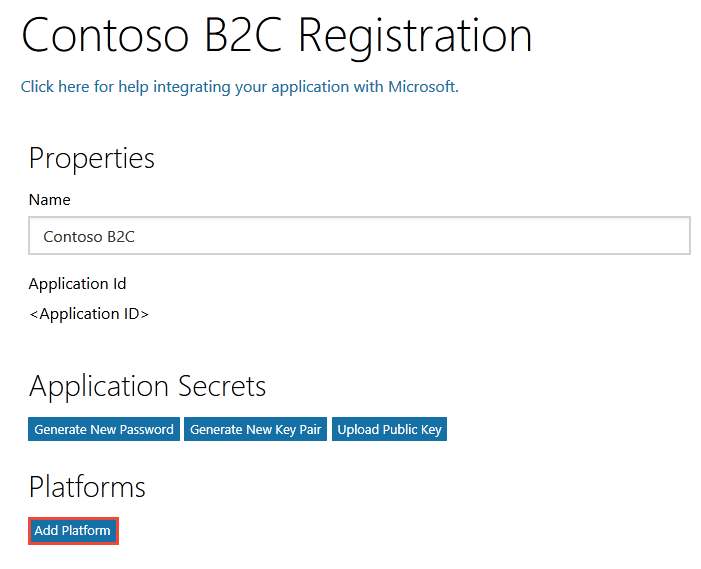 Contoso B2C Registration
Click here for help integrating your application with Microsoft.
Properties
Name
Contoso B2C
Application Id
<Application ID>
Application Secrets
Generate New Password Generate New Key Pair Upload Public Key
Platforms
Add Platform